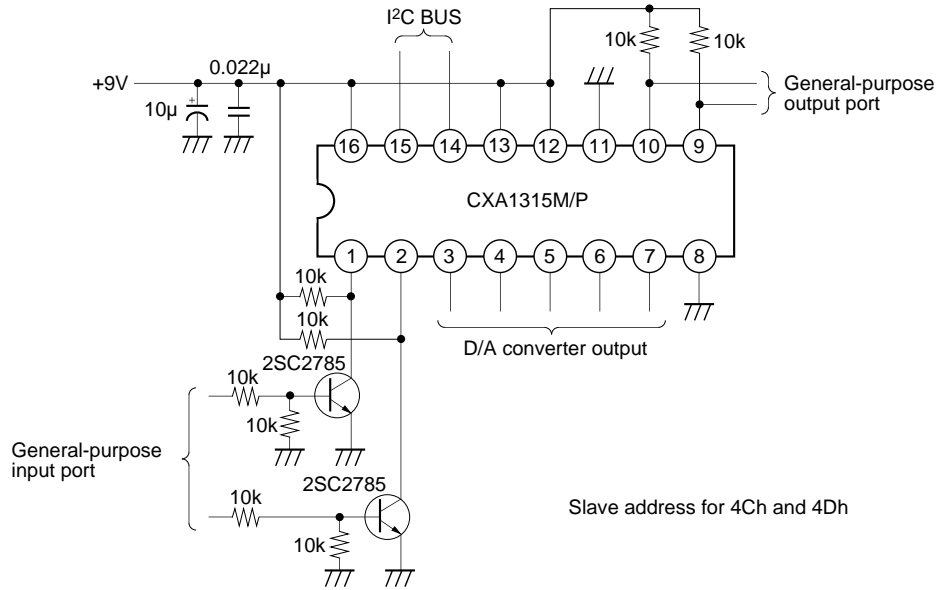 I²C BUS
10k
10k
+9V
0.022µ
10µ
+
General-purpose
output port
16
15
14
13
12
11
10
9
CXA1315M/P
1
2
3
4
5
6
7
8
10k
10k
D/A converter output
2SC2785
10k
10k
General-purpose
input port
2SC2785
10k
10k
Slave address for 4Ch and 4Dh